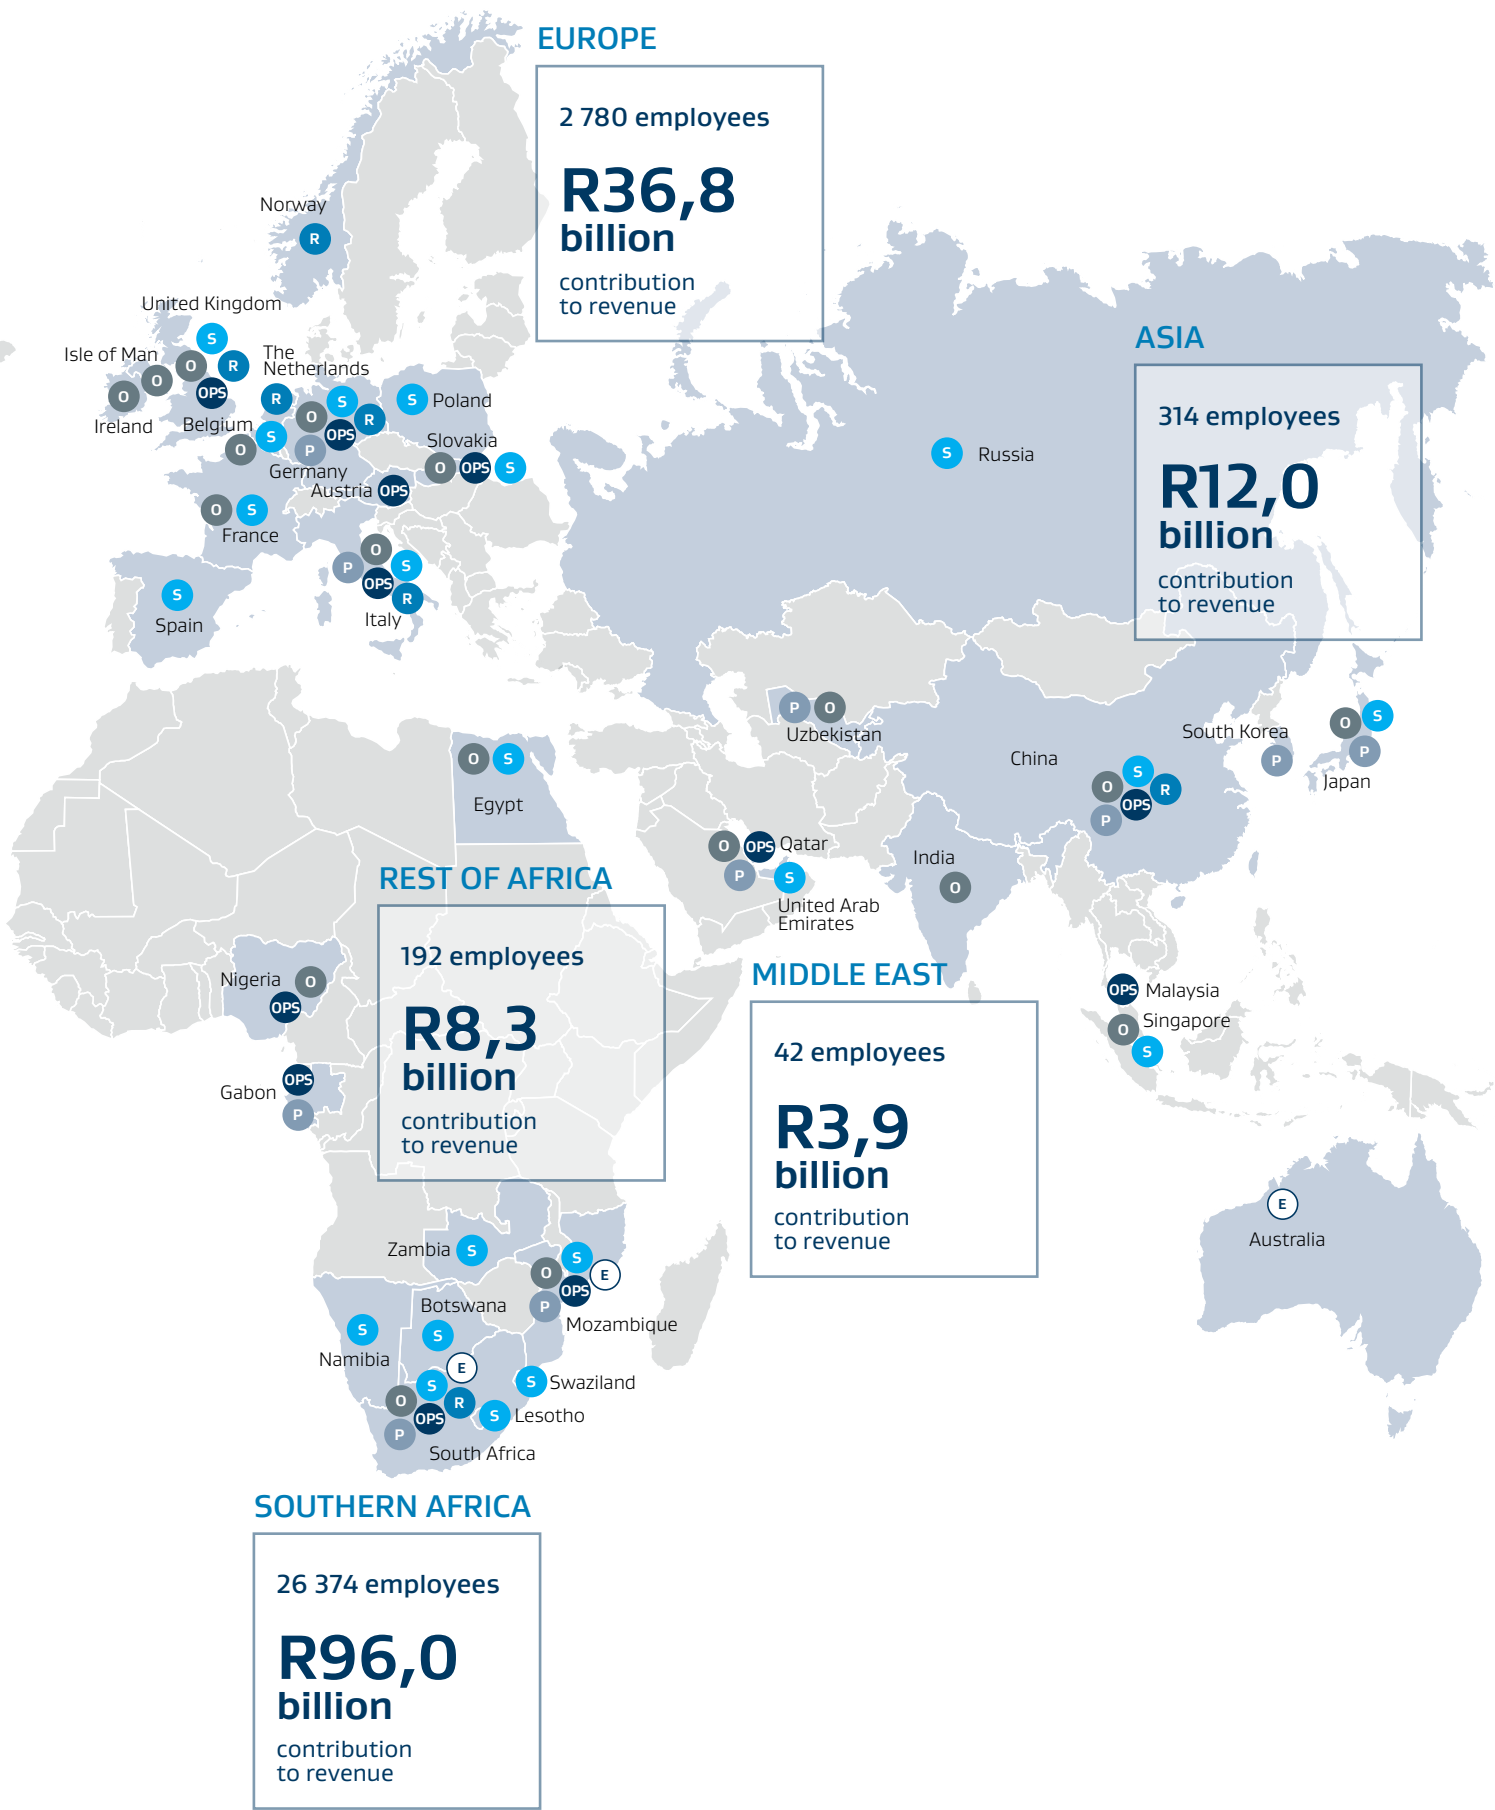 EUROPE
2 780 employees
R36,8
billion
contribution
to revenue
Norway
R
United Kingdom
S
Isle of Man
O
R
O
OPS
O
Ireland
The
Netherlands
R
S
O
R
OPS
P
Germany
S
Poland
Belgium
S
O
Slovakia
O
OPS
S
Austria
OPS
O
S
France
O
P
S
OPS
R
Italy
S
Spain
ASIA
314 employees
R12,0
billion
contribution
to revenue
S
Russia
P
O
Uzbekistan
South Korea
P
O
S
P
Japan
China
S
O
R
OPS
P
O
S
Egypt
O
OPS
Qatar
P
S
United Arab
Emirates
India
O
REST OF AFRICA
192 employees
R8,3
billion
contribution
to revenue
MIDDLE EAST
42 employees
R3,9
billion
contribution
to revenue
Nigeria
O
OPS
OPS
Malaysia
O
Singapore
S
Gabon
OPS
P
E
Australia
Zambia
S
S
O
E
OPS
P
Mozambique
Botswana
S
S
Namibia
E
S
O
R
OPS
P
South Africa
S
Swaziland
S
Lesotho
SOUTHERN AFRICA
26 374 employees
R96,0
billion
contribution
to revenue